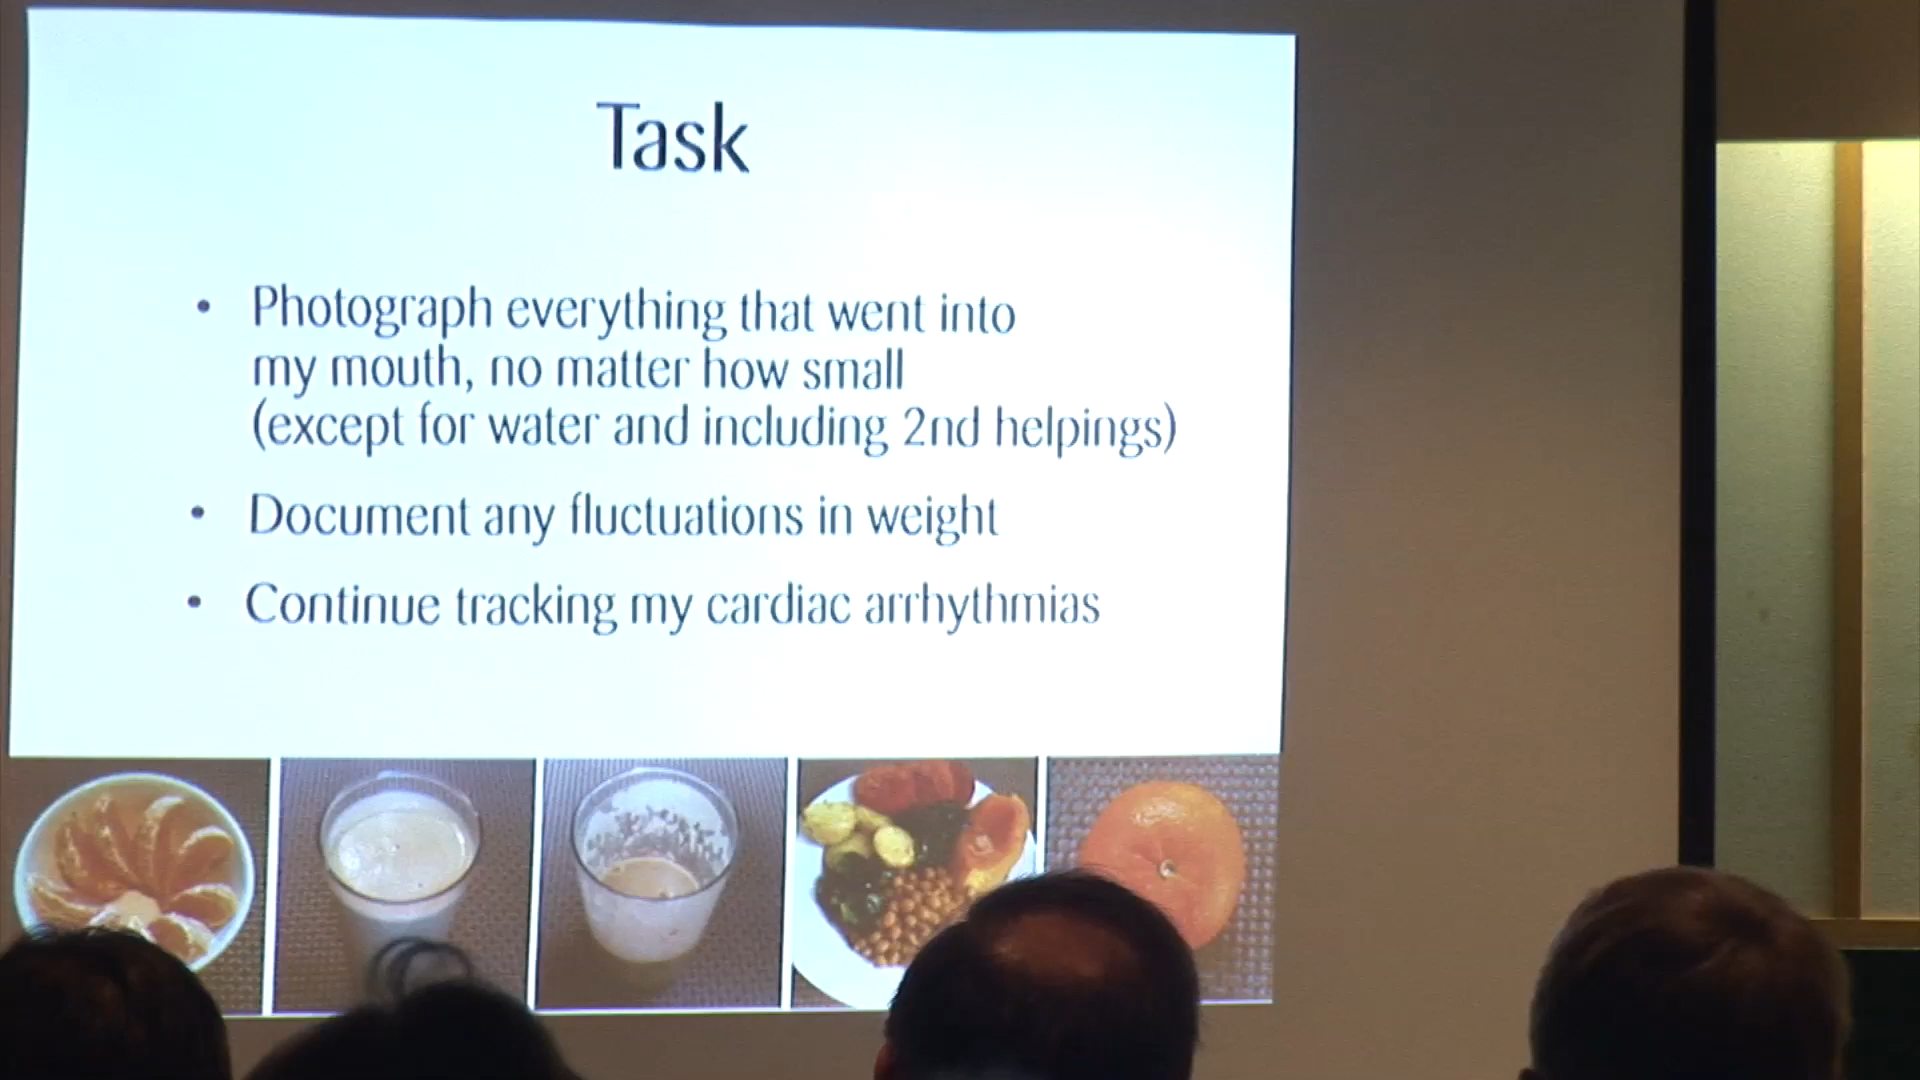 Task
• Photograph everything that went into
my mouth, no matter how small
(except for water and including 2nd helpings)
• Document any fluctuations in weight
• Continue tracking my cardiac arrhythmias